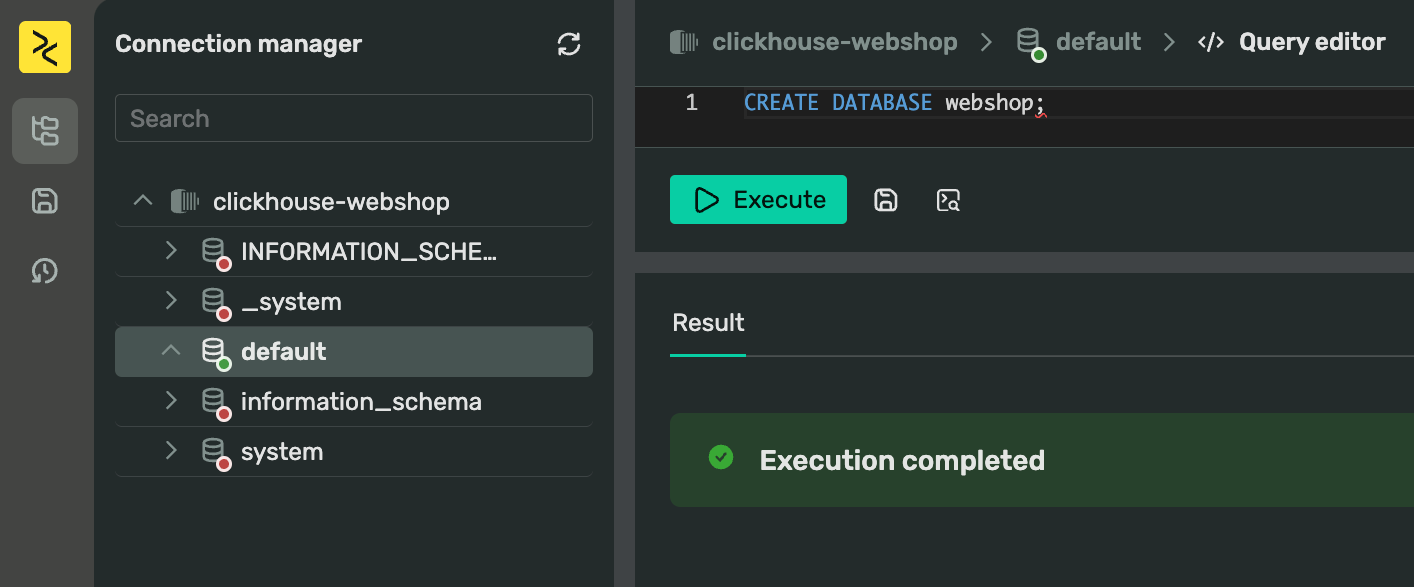 Connection manager
Search
clickhouse-webshop
INFORMATION_SCHE...
_system
default
information_schema
system
clickhouse-webshop > default > </> Query editor
1 CREATE DATABASE webshop;
Execute
Result
Execution completed